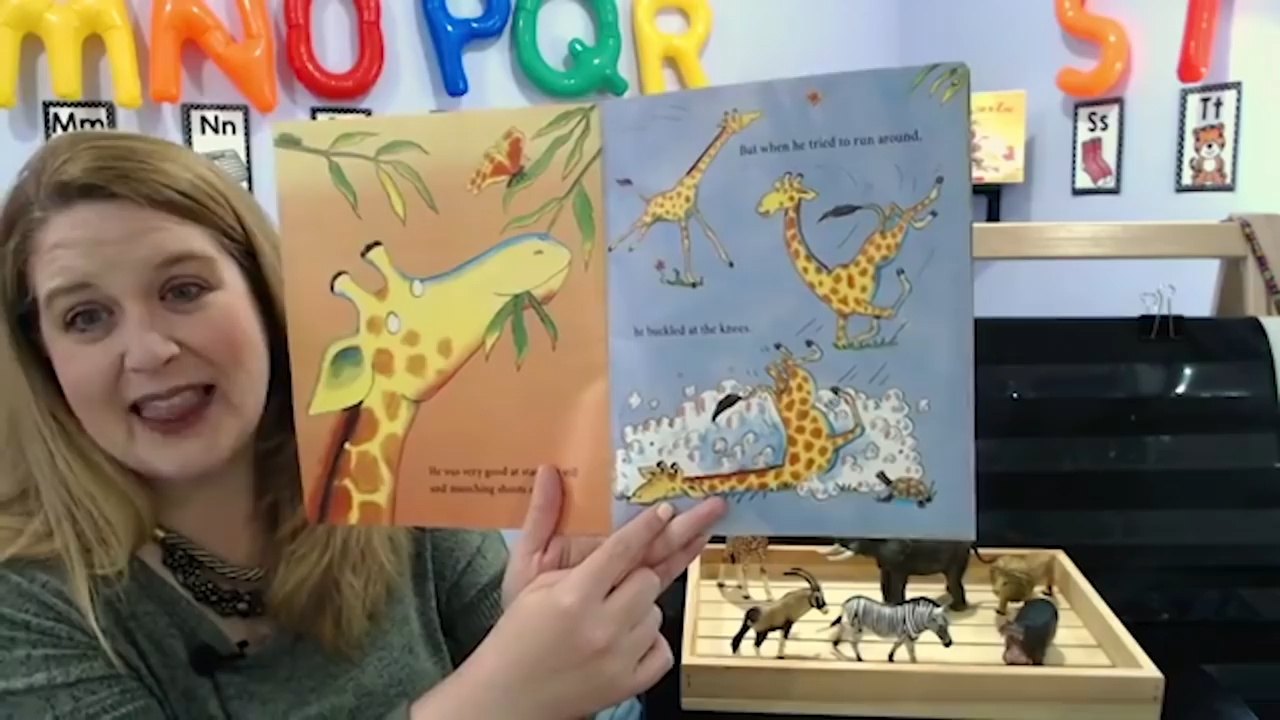 M N O P Q R S T
Mm Nn Ss Tt
But when he tried to run around,
he buckled at the knees.
He was very good at
and munching shoots